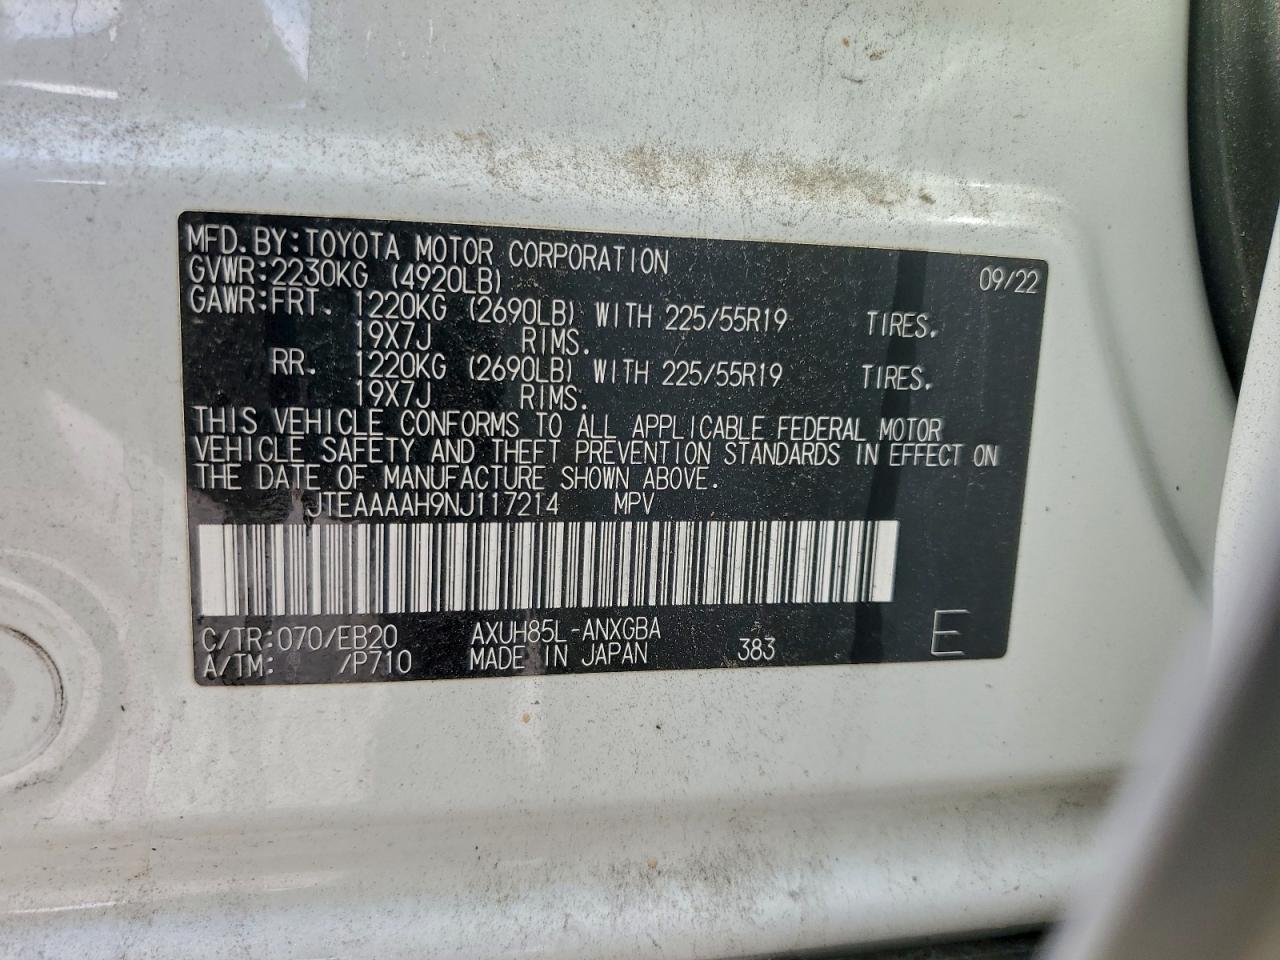 MFD.BY:TOYOTA MOTOR CORPORATION 09/22
GVWR:2230KG (4920LB)
GAWR:FRT. 1220KG (2690LB) WITH 225/55R19 TIRES.
19X7J RIMS.
RR. 1220KG (2690LB) WITH 225/55R19 TIRES.
19X7J RIMS.
THIS VEHICLE CONFORMS TO ALL APPLICABLE FEDERAL MOTOR
VEHICLE SAFETY AND THEFT PREVENTION STANDARDS IN EFFECT ON
THE DATE OF MANUFACTURE SHOWN ABOVE.
JTEAAAAH9NJ117214 MPV
C/TR:070/EB20 AXUH85L-ANXGBA
A/TM: /P710 MADE IN JAPAN 383 E